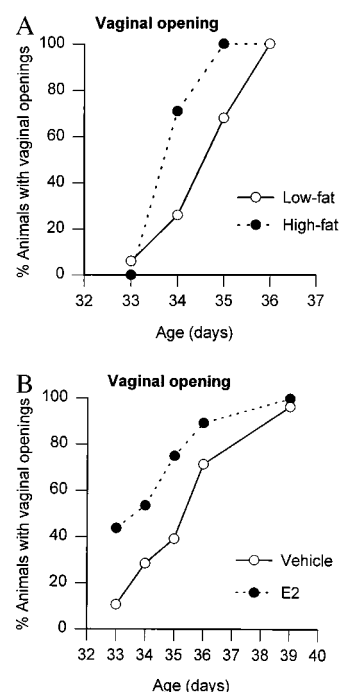 A
Vaginal opening
% Animals with vaginal openings
100
80
60
40
20
0
32 33 34 35 36 37
Age (days)
Low-fat
High-fat
B
Vaginal opening
% Animals with vaginal openings
100
80
60
40
20
0
32 33 34 35 36 37 38 39 40
Age (days)
Vehicle
E2